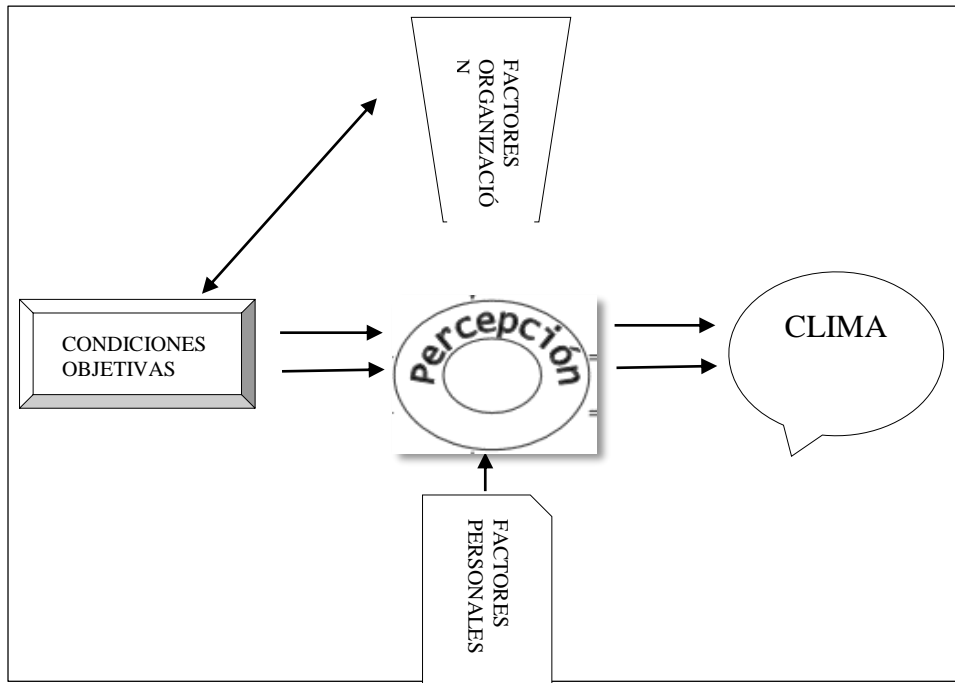 FACTORES
ORGANIZACIÓ
N
CONDICIONES
OBJETIVAS
Percepción
CLIMA
FACTORES
PERSONALES